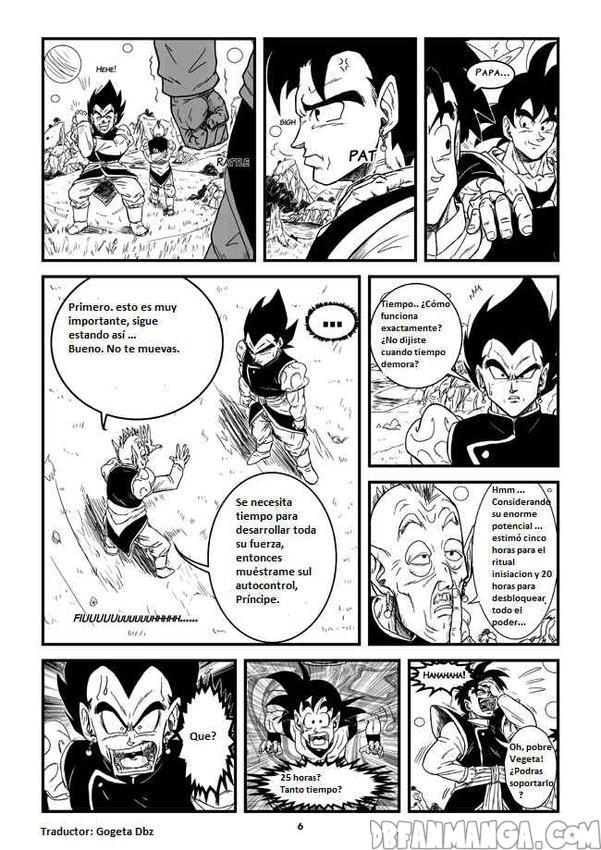 HEHE!
RATTLE
SIGH
PAT
PAPA...
Primero. esto es muy
importante, sigue
estando así ...
Bueno. No te muevas.
...
Se necesita
tiempo para
desarrollar toda
su fuerza,
entonces
muéstrame sul
autocontrol,
Príncipe.
FIUUUUUuuuuuuHHHHH......
Tiempo.. ¿Cómo
funciona
exactamente?
¿No dijiste
cuando tiempo
demora?
Hmm ...
Considerando
su enorme
potencial ...
estimó cinco
horas para el
ritual
inisiacion y 20
horas para
desbloquear
todo el
poder...
Que?
25 horas?
Tanto tiempo?
HAHAHAHA!
Oh, pobre
Vegeta!
¿Podras
soportarlo
?
Traductor: Gogeta Dbz
6
DBFANMANGA.COM